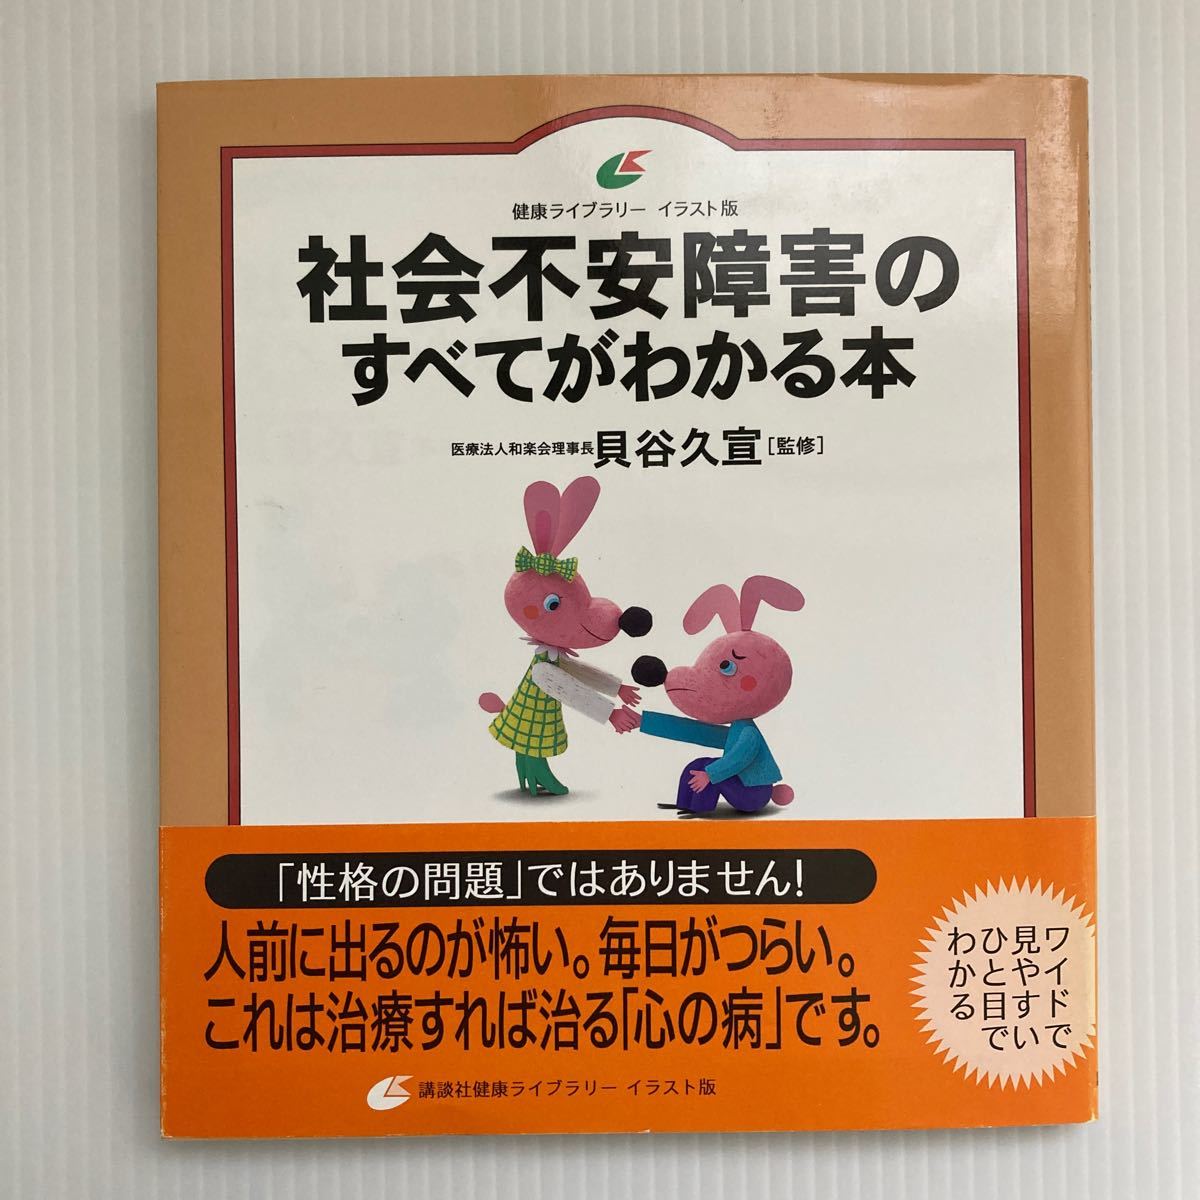 健康ライブラリー イラスト版
社会不安障害の
すべてがわかる本
医療法人和楽会理事長 貝谷久宣[監修]
「性格の問題」ではありません!
人前に出るのが怖い。毎日がつらい。
これは治療すれば治る「心の病」です。
ワイドで
見やすい
ひと目で
わかる
講談社健康ライブラリー イラスト版